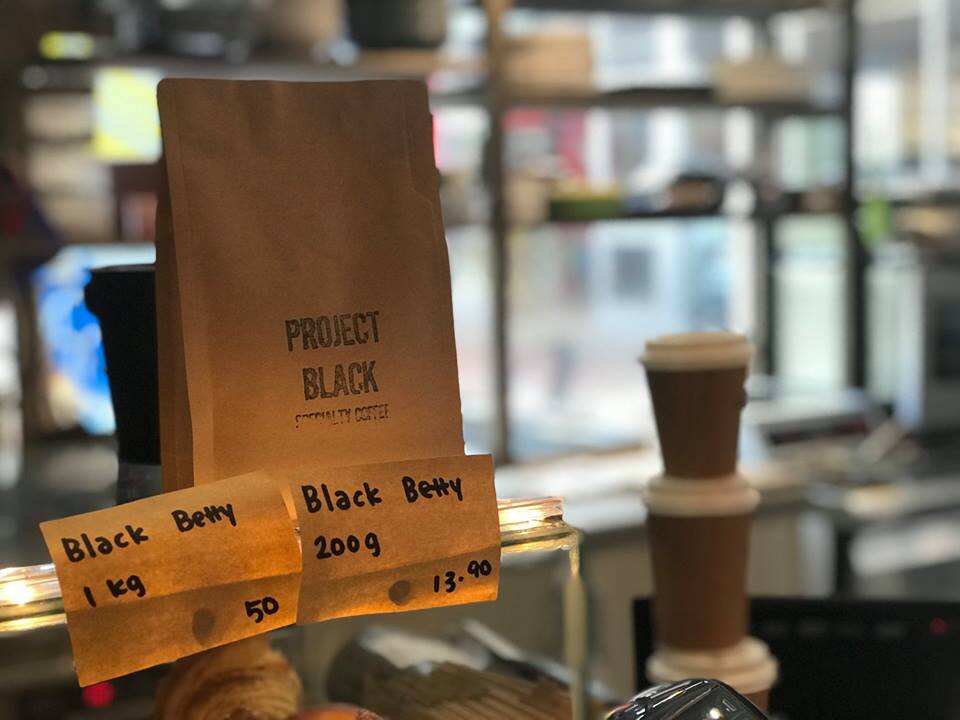 PROJECT
BLACK
SPECIALTY COFFEE
Black Betty
1 kg
50
Black Betty
200g
13.90